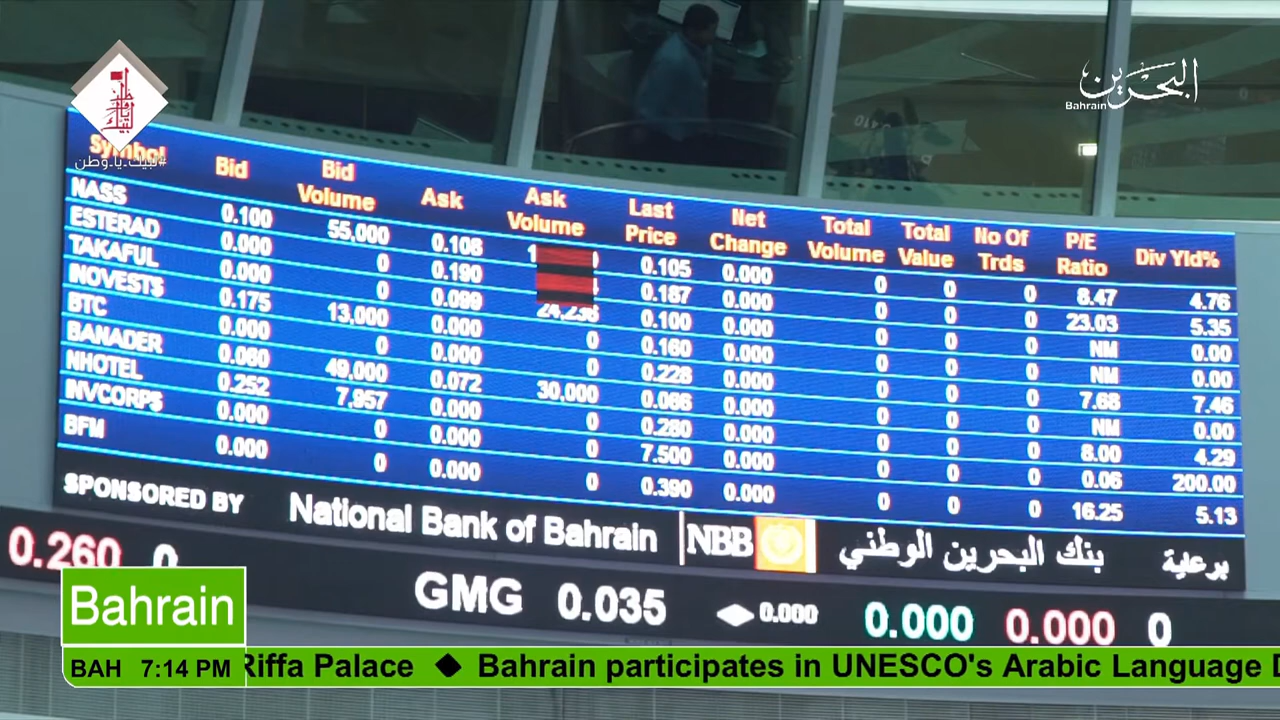 البحرين
Bahrain
#لبيك_يا_وطن
Symbol Bid Bid Volume Ask Ask Volume Last Price Net Change Total Volume Total Value No Of Trds P/E Ratio Div Yld%
NASS 0.100 55,000 0.108 0.105 0.000 0 0 0 8.47 4.76
ESTERAD 0.000 0 0.190 0.187 0.000 0 0 0 23.03 5.35
TAKAFUL 0.000 0 0.099 0.100 0.000 0 0 0 NM 0.00
INOVEST$ 0.175 13,000 0.000 0 0.160 0.000 0 0 0 NM 0.00
BTC 0.000 0 0.000 0 0.228 0.000 0 0 0 7.68 7.46
BANADER 0.060 49,000 0.072 30,000 0.066 0.000 0 0 0 NM 0.00
NHOTEL 0.252 7,957 0.000 0 0.280 0.000 0 0 0 8.00 4.29
INVCORP$ 0.000 0 0.000 0 7.500 0.000 0 0 0 0.06 200.00
BFM 0.000 0 0.000 0 0.390 0.000 0 0 0 16.25 5.13
SPONSORED BY National Bank of Bahrain NBB بنك البحرين الوطني برعاية
0.260 0 GMG 0.035 0.000 0.000 0.000 0
Bahrain
BAH 7:14 PM Riffa Palace ◆ Bahrain participates in UNESCO's Arabic Language